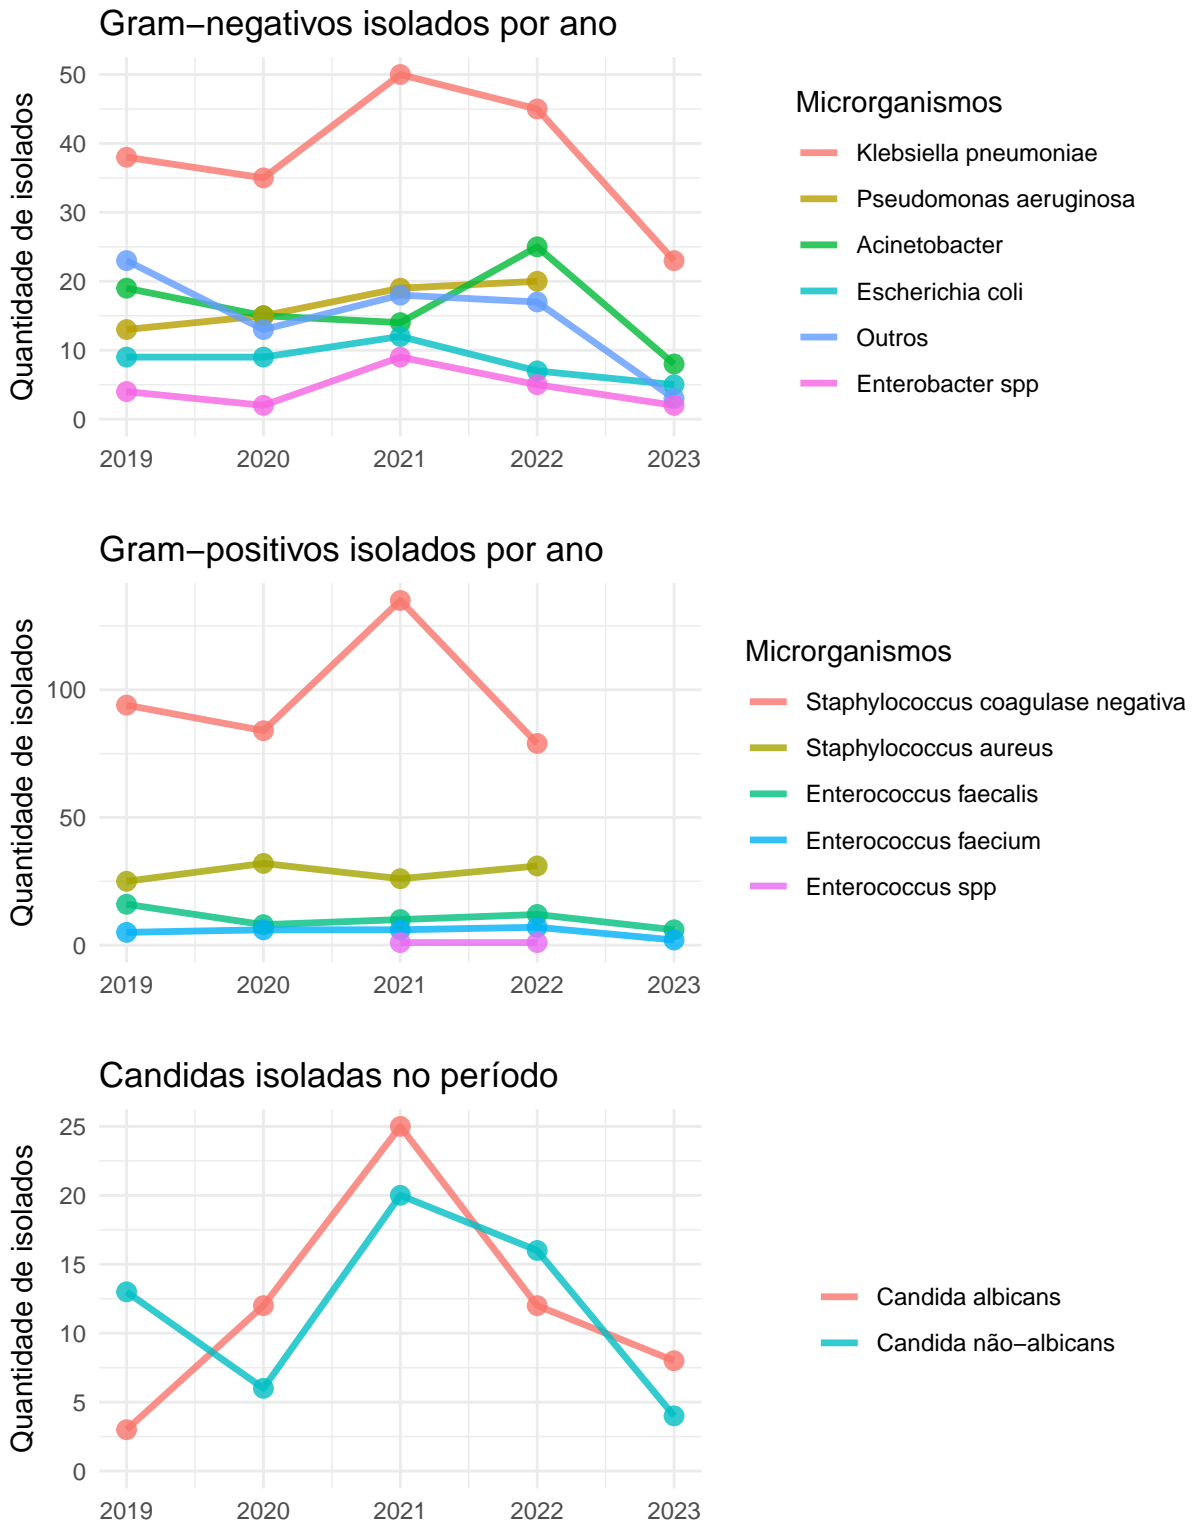 Gram−negativos isolados por ano
Quantidade de isolados
50
40
30
20
10
0
2019 2020 2021 2022 2023
Microrganismos
Klebsiella pneumoniae
Pseudomonas aeruginosa
Acinetobacter
Escherichia coli
Outros
Enterobacter spp
Gram−positivos isolados por ano
Quantidade de isolados
100
50
0
2019 2020 2021 2022 2023
Microrganismos
Staphylococcus coagulase negativa
Staphylococcus aureus
Enterococcus faecalis
Enterococcus faecium
Enterococcus spp
Candidas isoladas no período
Quantidade de isolados
25
20
15
10
5
0
2019 2020 2021 2022 2023
Candida albicans
Candida não−albicans